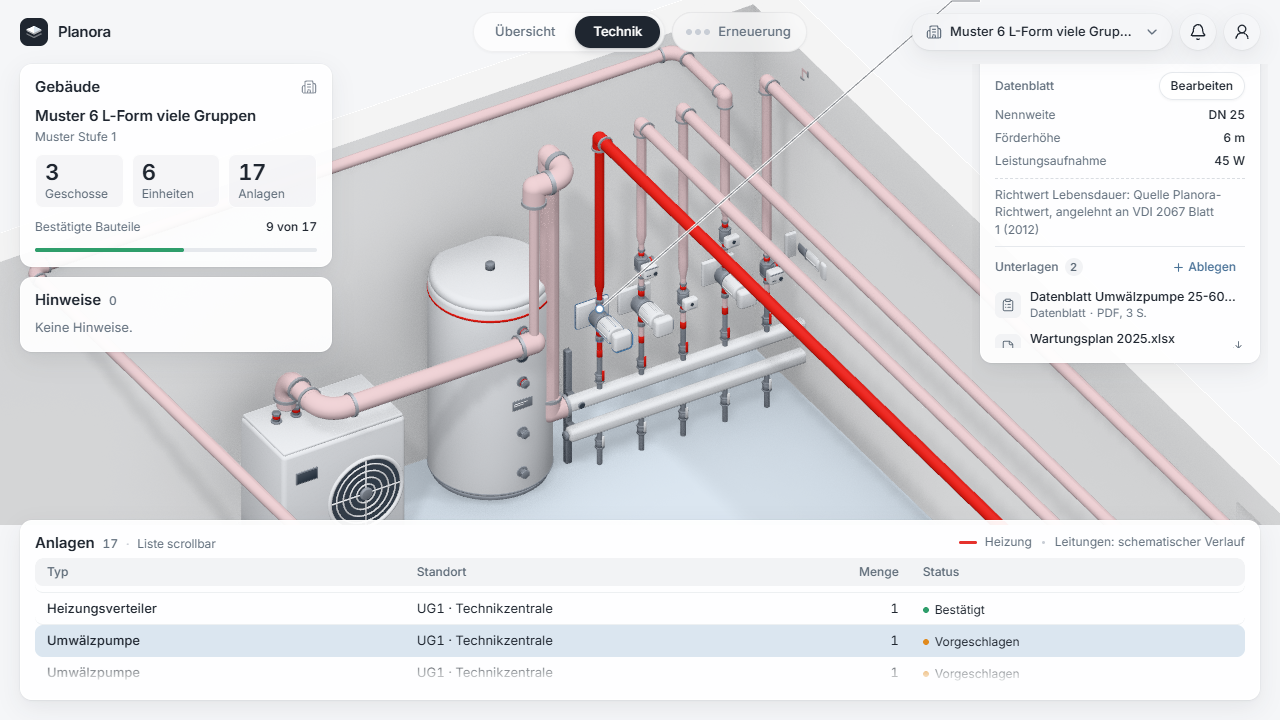 Planora
Übersicht
Technik
Erneuerung
Muster 6 L-Form viele Grup...
Gebäude
Muster 6 L-Form viele Gruppen
Muster Stufe 1
3
Geschosse
6
Einheiten
17
Anlagen
Bestätigte Bauteile
9 von 17
Hinweise 0
Keine Hinweise.
Datenblatt
Bearbeiten
Nennweite
DN 25
Förderhöhe
6 m
Leistungsaufnahme
45 W
Richtwert Lebensdauer: Quelle Planora-
Richtwert, angelehnt an VDI 2067 Blatt
1 (2012)
Unterlagen 2
+ Ablegen
Datenblatt Umwälzpumpe 25-60...
Datenblatt · PDF, 3 S.
Wartungsplan 2025.xlsx
Anlagen 17 · Liste scrollbar
Heizung • Leitungen: schematischer Verlauf
Typ Standort Menge Status
Heizungsverteiler UG1 · Technikzentrale 1 Bestätigt
Umwälzpumpe UG1 · Technikzentrale 1 Vorgeschlagen
Umwälzpumpe UG1 · Technikzentrale 1 Vorgeschlagen